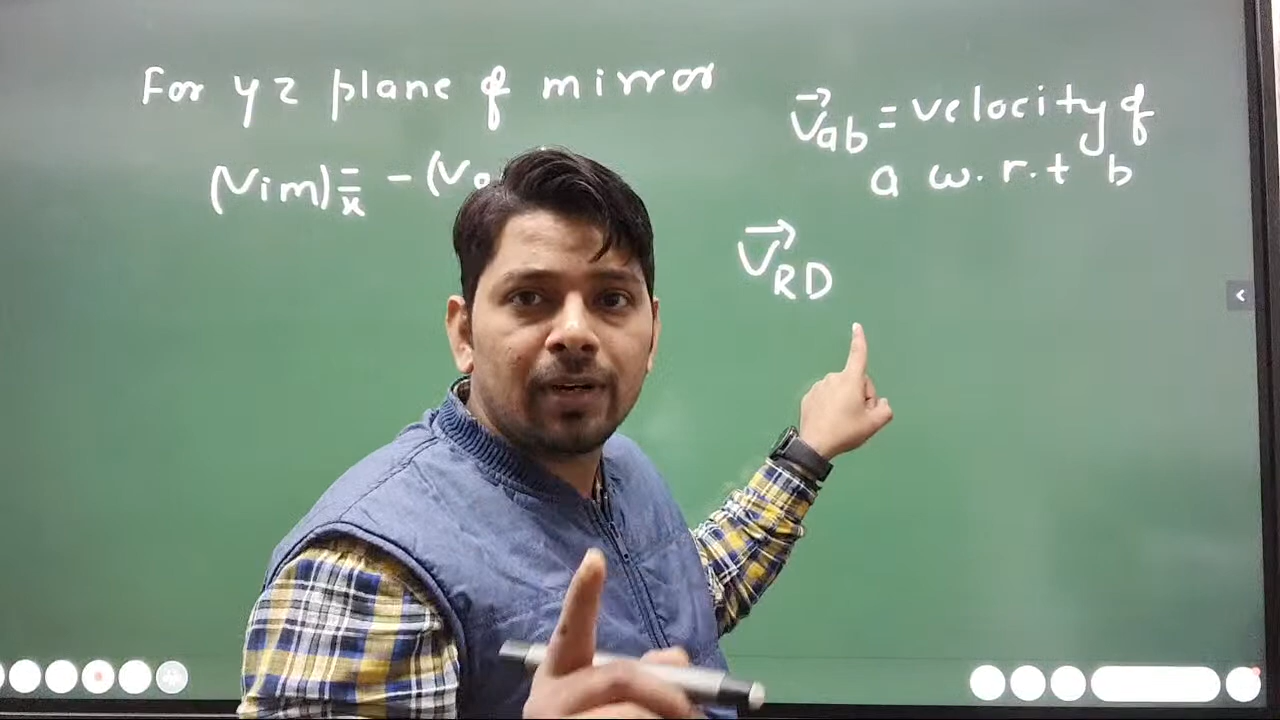 For yz plane of mirror
(Vim)x = -(Vo
V⃗ab = velocity of
a w.r.t b
V⃗RD